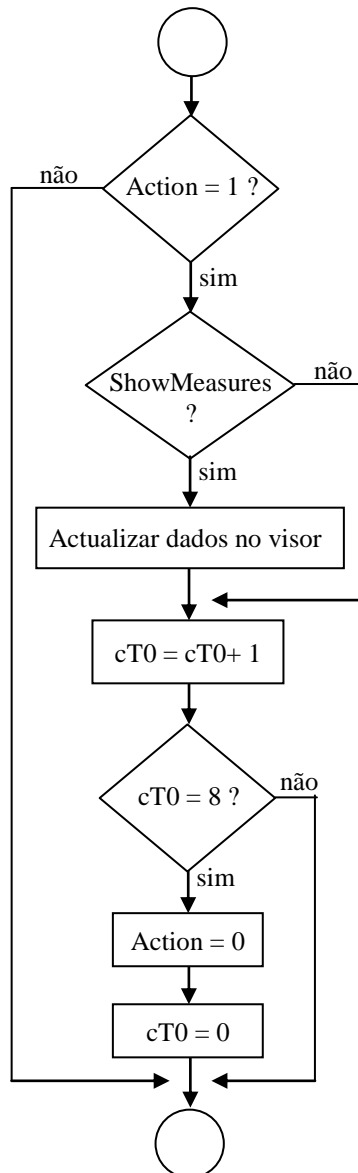 não
Action = 1 ?
sim
ShowMeasures
?
não
sim
Actualizar dados no visor
cT0 = cT0+ 1
cT0 = 8 ?
não
sim
Action = 0
cT0 = 0